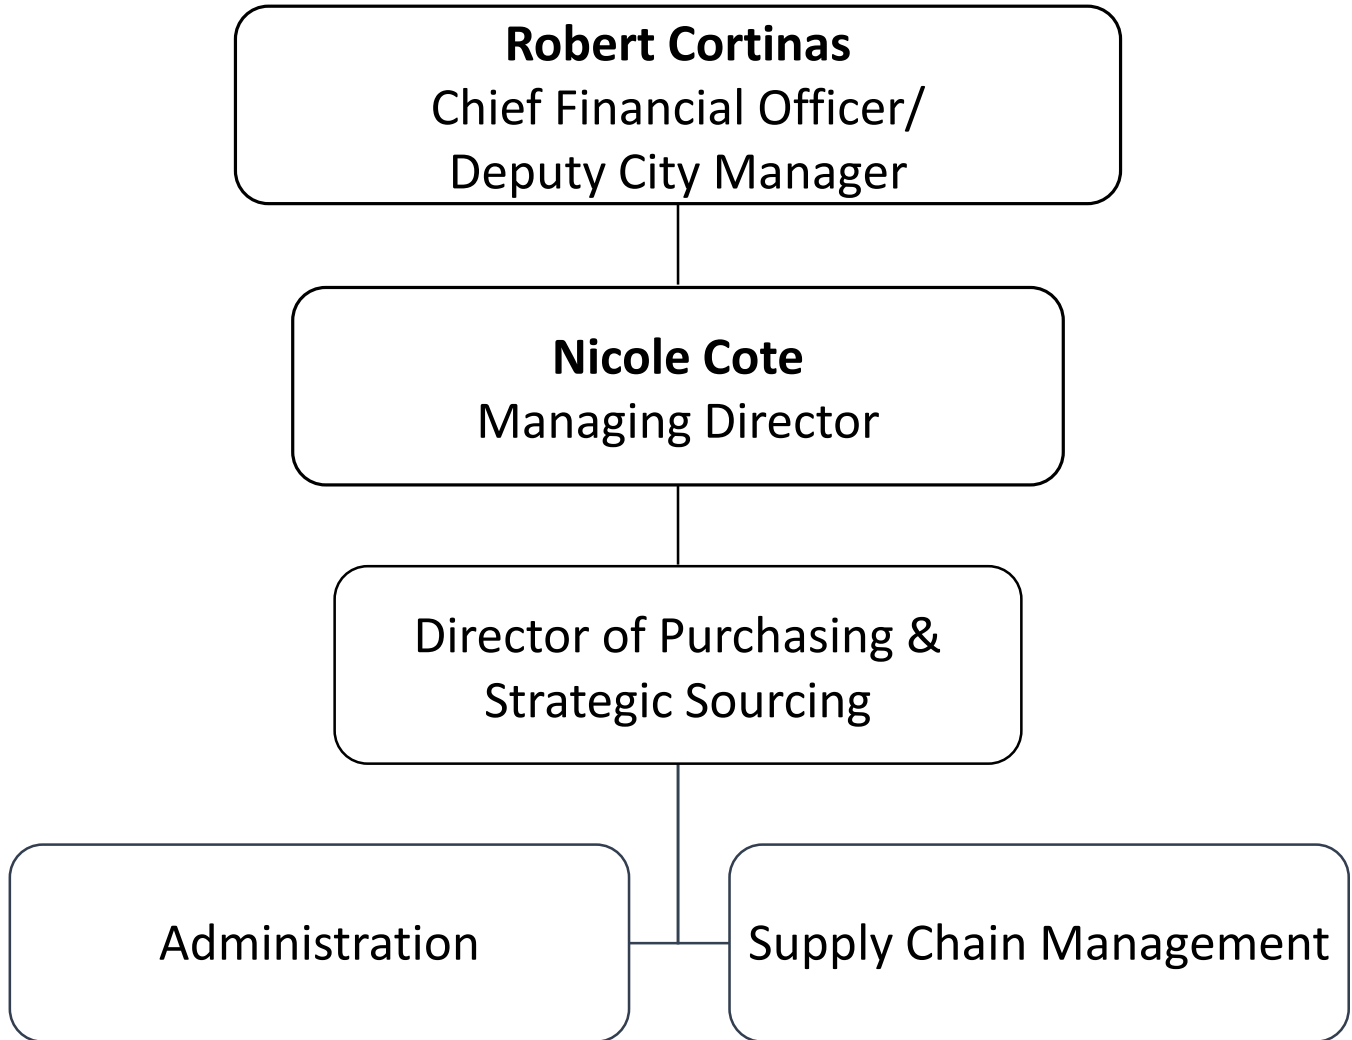 Robert Cortinas
Chief Financial Officer/
Deputy City Manager
Nicole Cote
Managing Director
Director of Purchasing &
Strategic Sourcing
Administration
Supply Chain Management